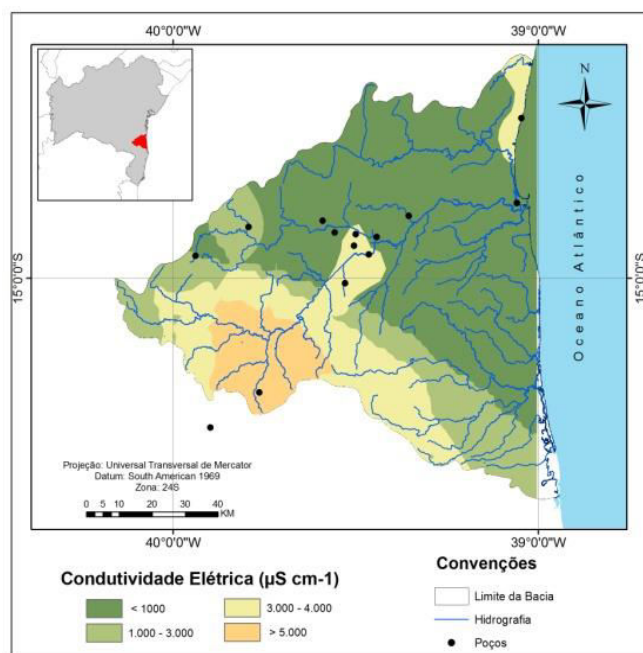 40°0'0"W
39°0'0"W
N
15°0'0"S
15°0'0"S
Oceano Atlântico
Projeção: Universal Transversal de Mercator
Datum: South American 1969
Zona: 24S
0 5 10 20 30 40
KM
40°0'0"W
39°0'0"W
Condutividade Elétrica (µS cm-1)
< 1000
3.000 - 4.000
1.000 - 3.000
> 5.000
Convenções
Limite da Bacia
Hidrografia
Poços